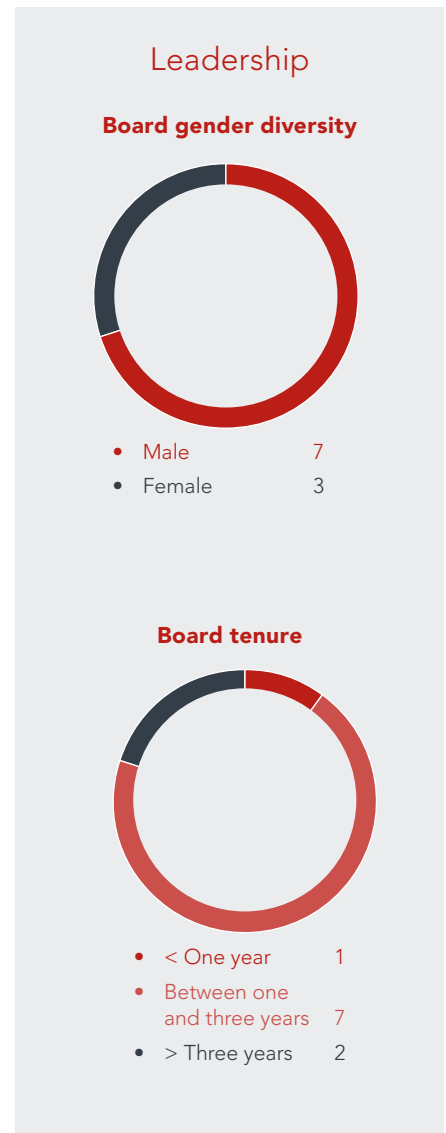 Leadership
Board gender diversity
• Male 7
• Female 3
Board tenure
• < One year 1
• Between one
and three years 7
• > Three years 2